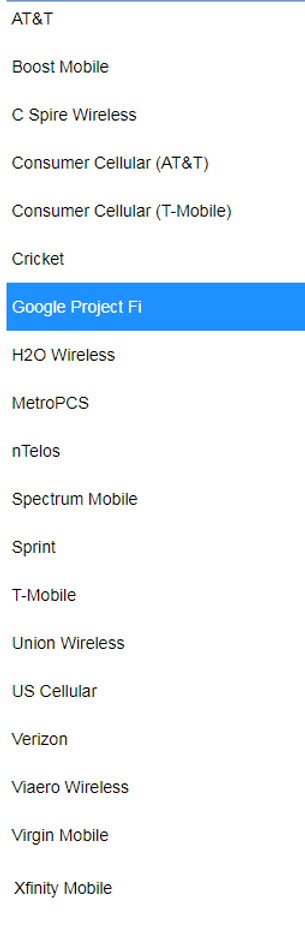 AT&T
Boost Mobile
C Spire Wireless
Consumer Cellular (AT&T)
Consumer Cellular (T-Mobile)
Cricket
Google Project Fi
H2O Wireless
MetroPCS
nTelos
Spectrum Mobile
Sprint
T-Mobile
Union Wireless
US Cellular
Verizon
Viaero Wireless
Virgin Mobile
Xfinity Mobile